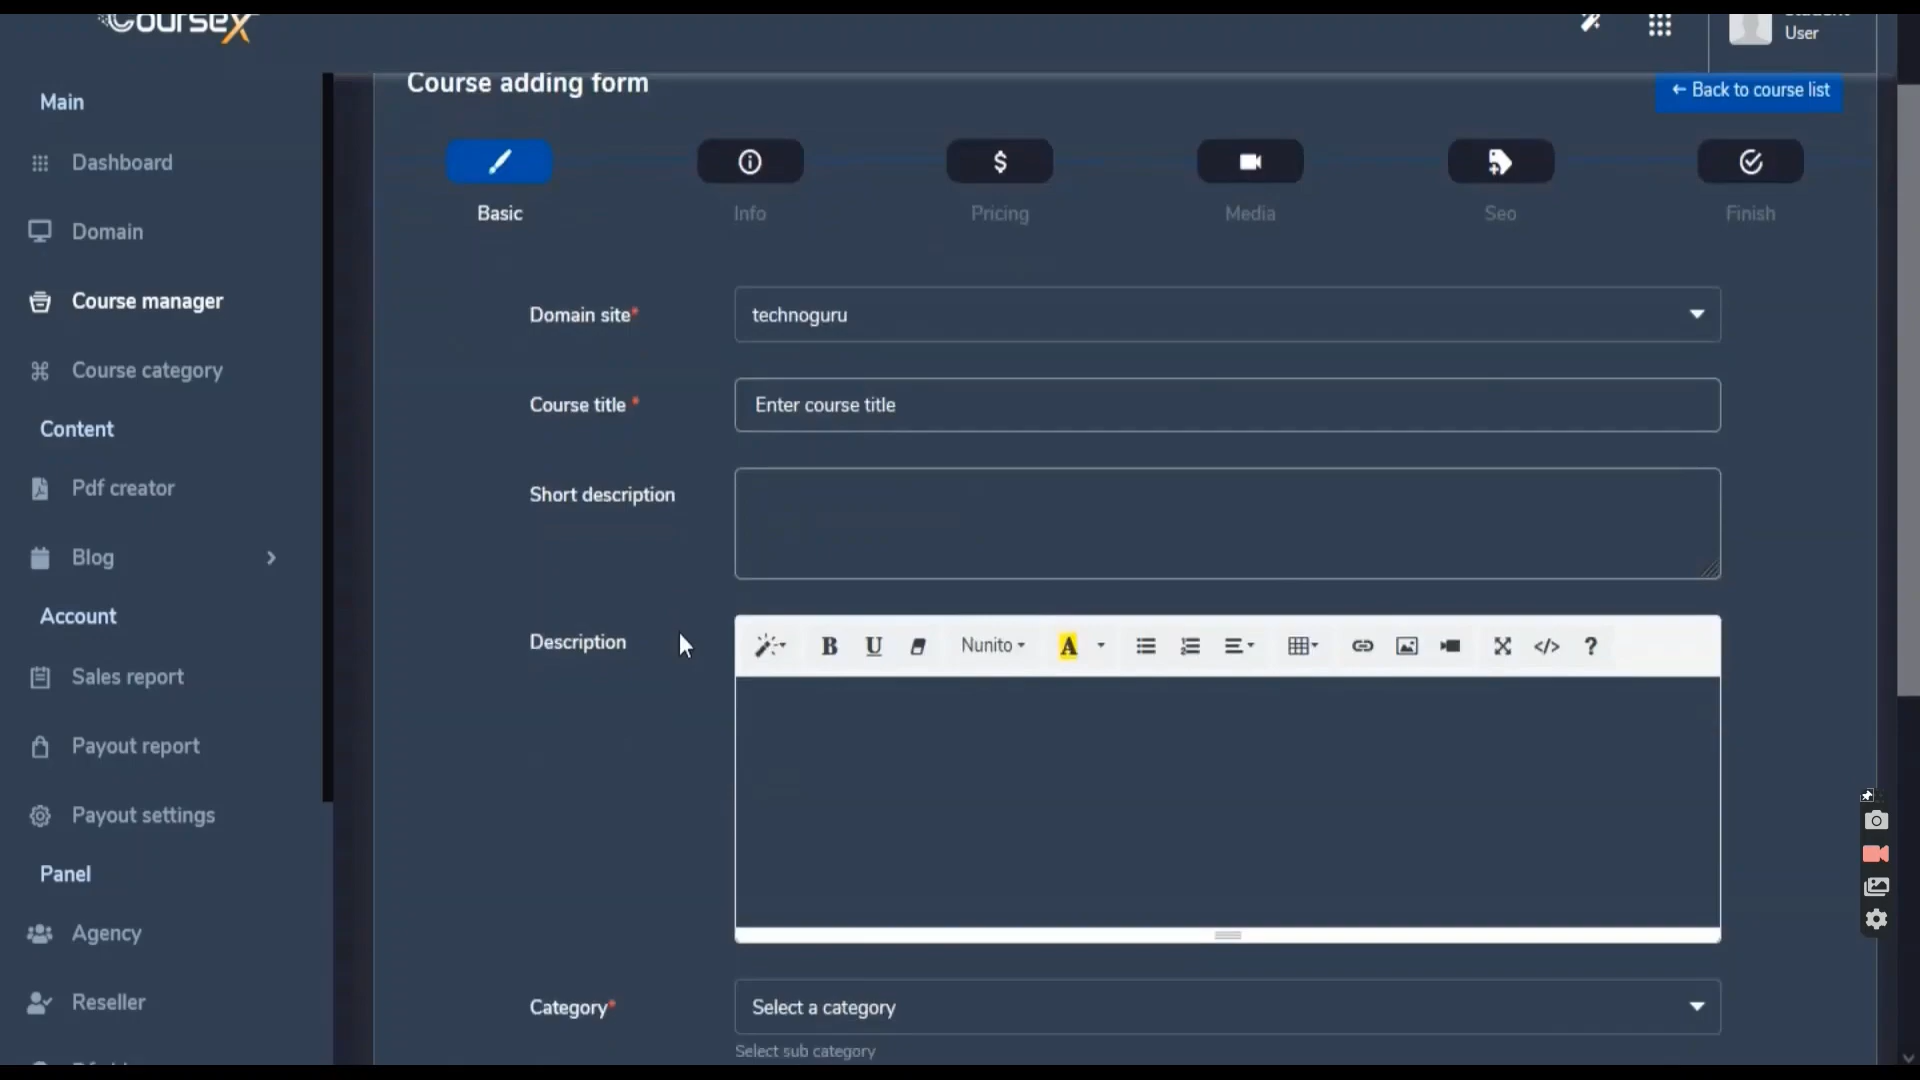 CourseX
User
Main
Dashboard
Domain
Course manager
Course category
Content
Pdf creator
Blog
Account
Sales report
Payout report
Payout settings
Panel
Agency
Reseller
Course adding form
← Back to course list
Basic
Info
Pricing
Media
Seo
Finish
Domain site*
technoguru
Course title *
Enter course title
Short description
Description
B U Nunito A </> ?
Category*
Select a category
Select sub category